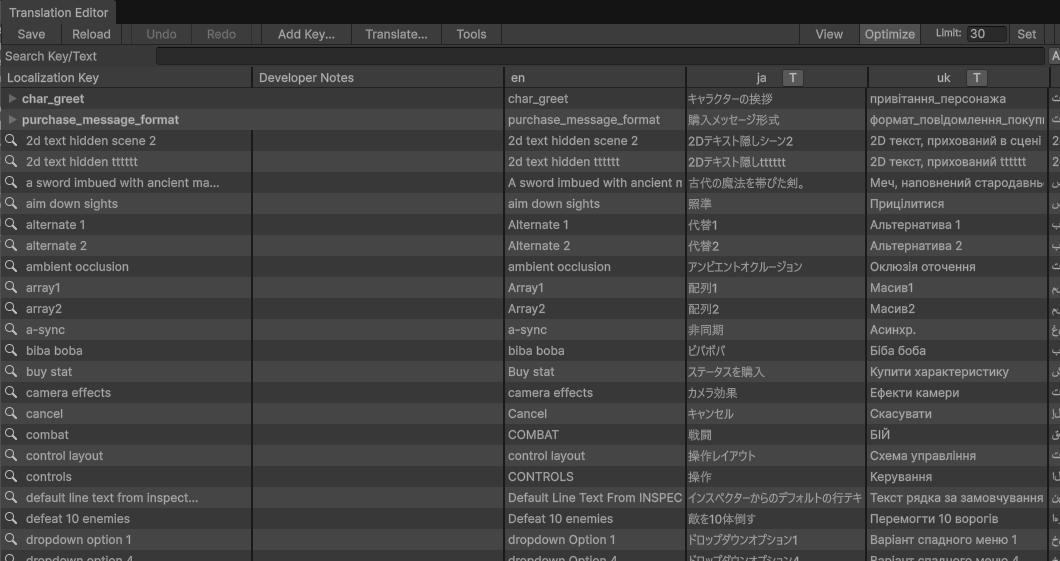 Translation Editor
Save Reload Undo Redo Add Key... Translate... Tools View Optimize Limit: 30 Set
Search Key/Text
Localization Key Developer Notes en ja T uk T
char_greet char_greet キャラクターの挨拶 привітання_персонажа
purchase_message_format purchase_message_format 購入メッセージ形式 формат_повідомлення_покупки
2d text hidden scene 2 2d text hidden scene 2 2Dテキスト隠しシーン2 2D текст, прихований в сцені
2d text hidden tttttt 2d text hidden tttttt 2Dテキスト隠しtttttt 2D текст, прихований tttttt
a sword imbued with ancient ma... A sword imbued with ancient m 古代の魔法を帯びた剣。 Меч, наповнений стародавнь
aim down sights aim down sights 照準 Прицілитися
alternate 1 Alternate 1 代替1 Альтернатива 1
alternate 2 Alternate 2 代替2 Альтернатива 2
ambient occlusion ambient occlusion アンビエントオクルージョン Оклюзія оточення
array1 Array1 配列1 Масив1
array2 Array2 配列2 Масив2
a-sync a-sync 非同期 Асинхр.
biba boba biba boba ビバボバ Біба боба
buy stat Buy stat ステータスを購入 Купити характеристику
camera effects camera effects カメラ効果 Ефекти камери
cancel Cancel キャンセル Скасувати
combat COMBAT 戦闘 БІЙ
control layout control layout 操作レイアウト Схема управління
controls CONTROLS 操作 Керування
default line text from inspect... Default Line Text From INSPEC インスペクターからのデフォルトの行テキ Текст рядка за замовчування
defeat 10 enemies Defeat 10 enemies 敵を10体倒す Перемогти 10 ворогів
dropdown option 1 dropdown Option 1 ドロップダウンオプション1 Варіант спадного меню 1
dropdown option 4 dropdown Option 4 ドロップダウンオプション4 Варіант спадного меню 4